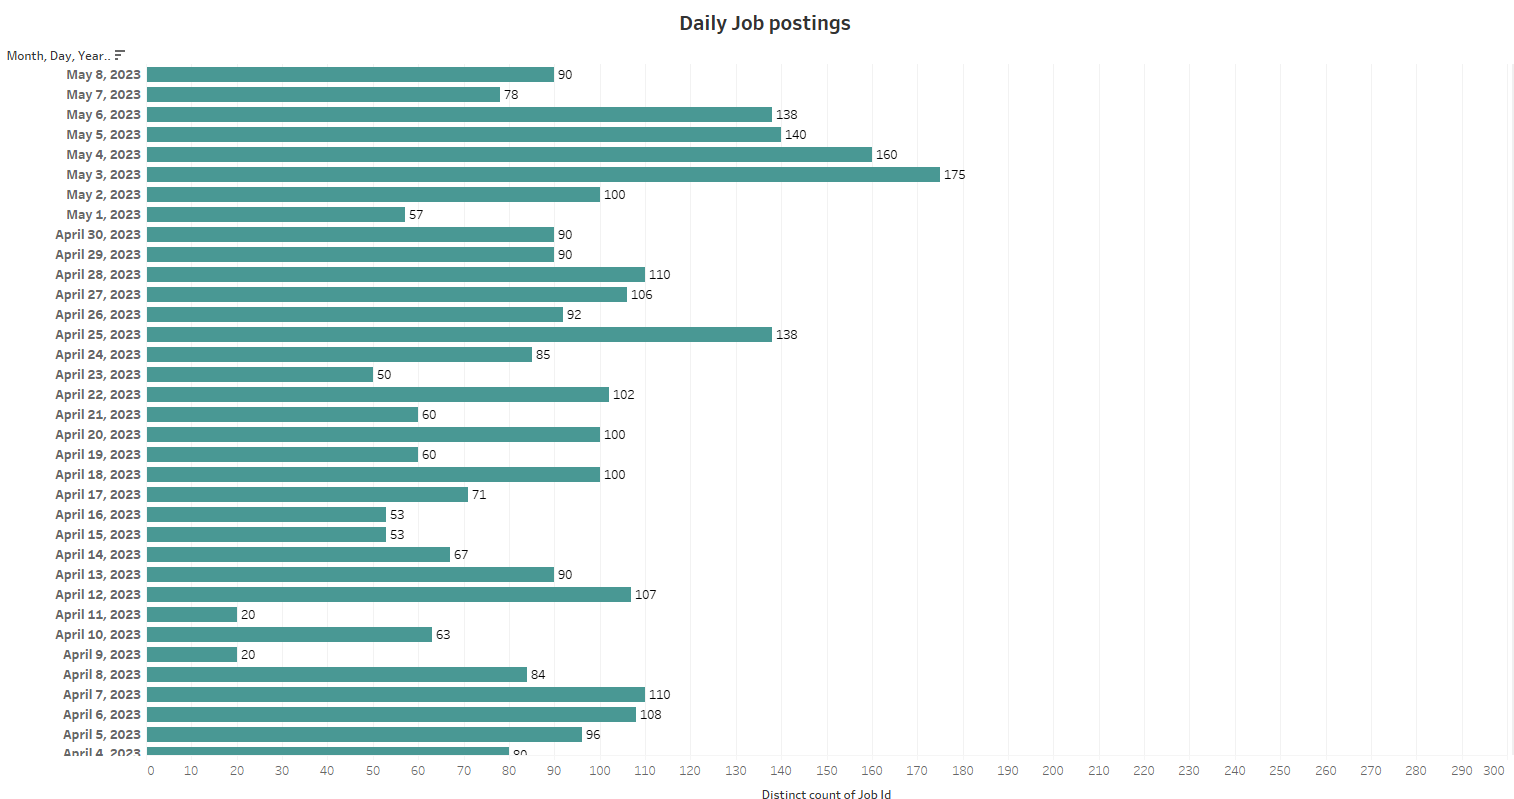 Daily Job postings
Month, Day, Year..
May 8, 2023 90
May 7, 2023 78
May 6, 2023 138
May 5, 2023 140
May 4, 2023 160
May 3, 2023 175
May 2, 2023 100
May 1, 2023 57
April 30, 2023 90
April 29, 2023 90
April 28, 2023 110
April 27, 2023 106
April 26, 2023 92
April 25, 2023 138
April 24, 2023 85
April 23, 2023 50
April 22, 2023 102
April 21, 2023 60
April 20, 2023 100
April 19, 2023 60
April 18, 2023 100
April 17, 2023 71
April 16, 2023 53
April 15, 2023 53
April 14, 2023 67
April 13, 2023 90
April 12, 2023 107
April 11, 2023 20
April 10, 2023 63
April 9, 2023 20
April 8, 2023 84
April 7, 2023 110
April 6, 2023 108
April 5, 2023 96
April 4, 2023 80
0 10 20 30 40 50 60 70 80 90 100 110 120 130 140 150 160 170 180 190 200 210 220 230 240 250 260 270 280 290 300
Distinct count of Job Id